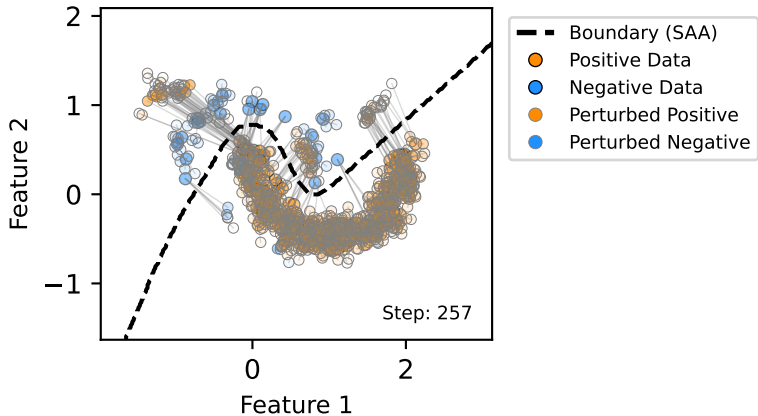 2
1
0
−1
0
2
Feature 2
Feature 1
Step: 257
Boundary (SAA)
Positive Data
Negative Data
Perturbed Positive
Perturbed Negative